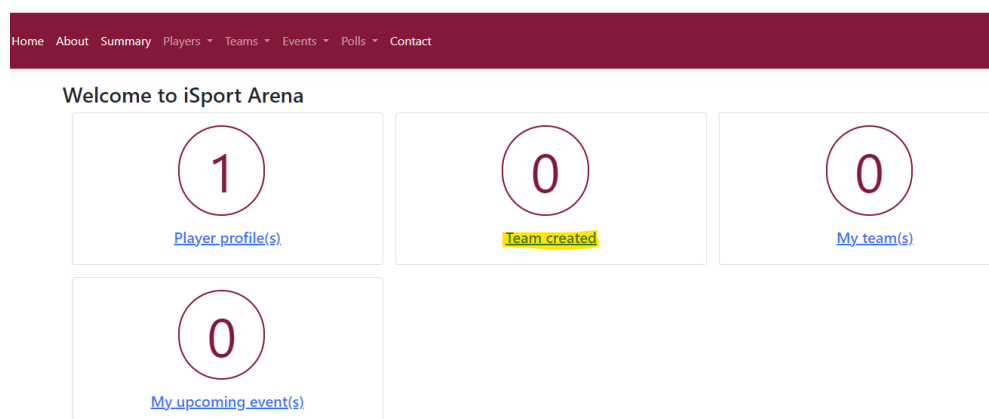 Home About Summary Players Teams Events Polls Contact
Welcome to iSport Arena
1
Player profile(s)
0
Team created
0
My team(s)
0
My upcoming event(s)